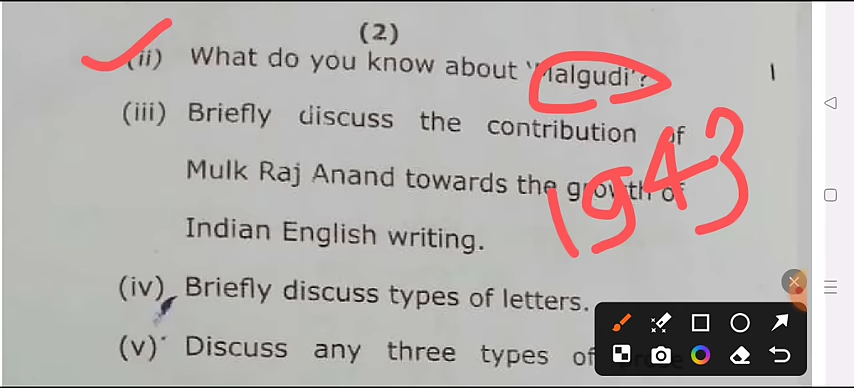 (2)
(ii) What do you know about 'Malgudi'?
(iii) Briefly discuss the contribution of
Mulk Raj Anand towards the growth of
Indian English writing.
1943
(iv) Briefly discuss types of letters.
(v) Discuss any three types of